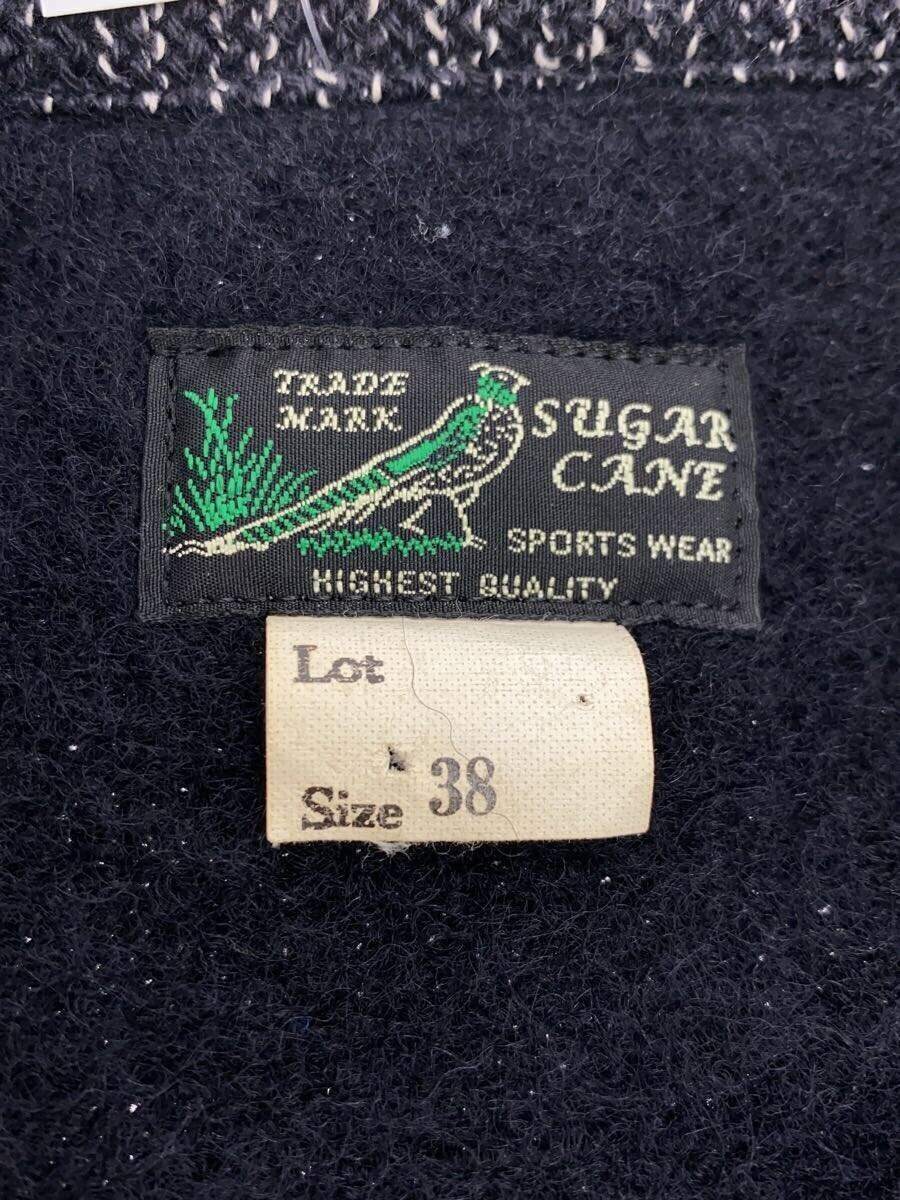 TRADE
MARK
SUGAR
CANE
SPORTS WEAR
HIGHEST QUALITY
Lot
Size 38